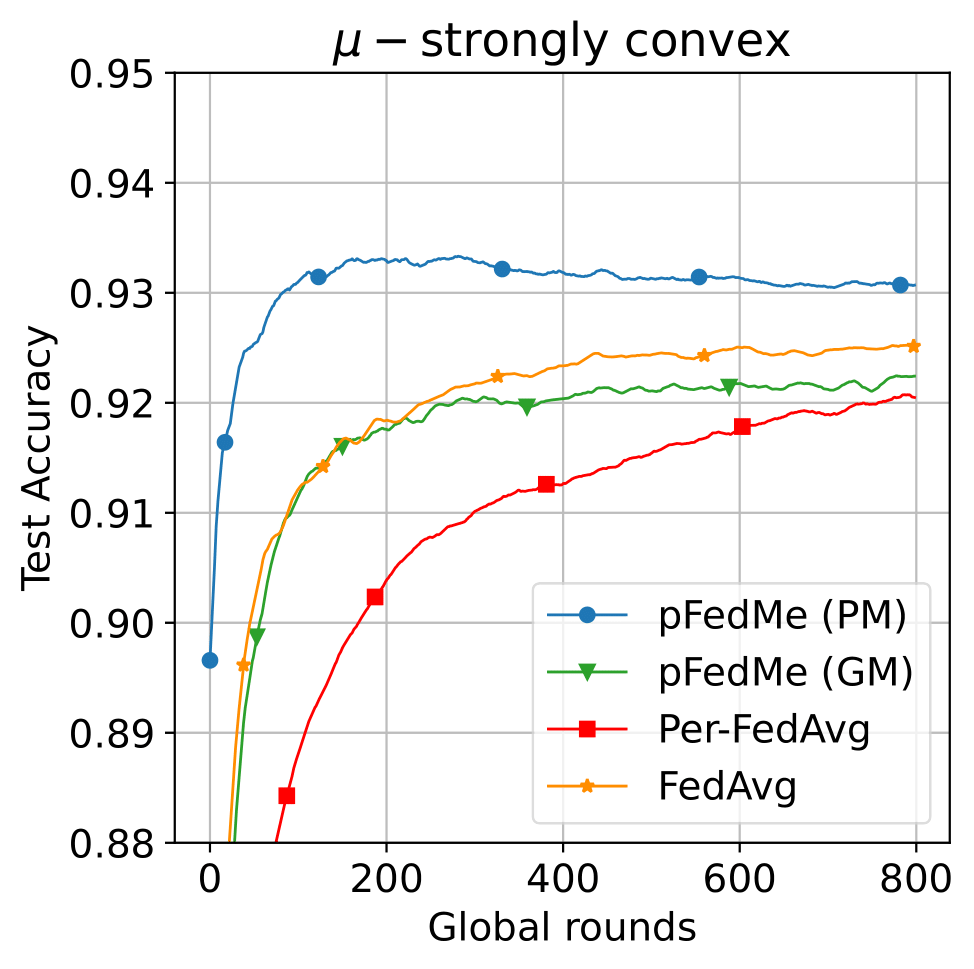 μ − strongly convex
0.95
0.94
0.93
0.92
0.91
0.90
0.89
0.88
Test Accuracy
pFedMe (PM)
pFedMe (GM)
Per-FedAvg
FedAvg
0 200 400 600 800
Global rounds